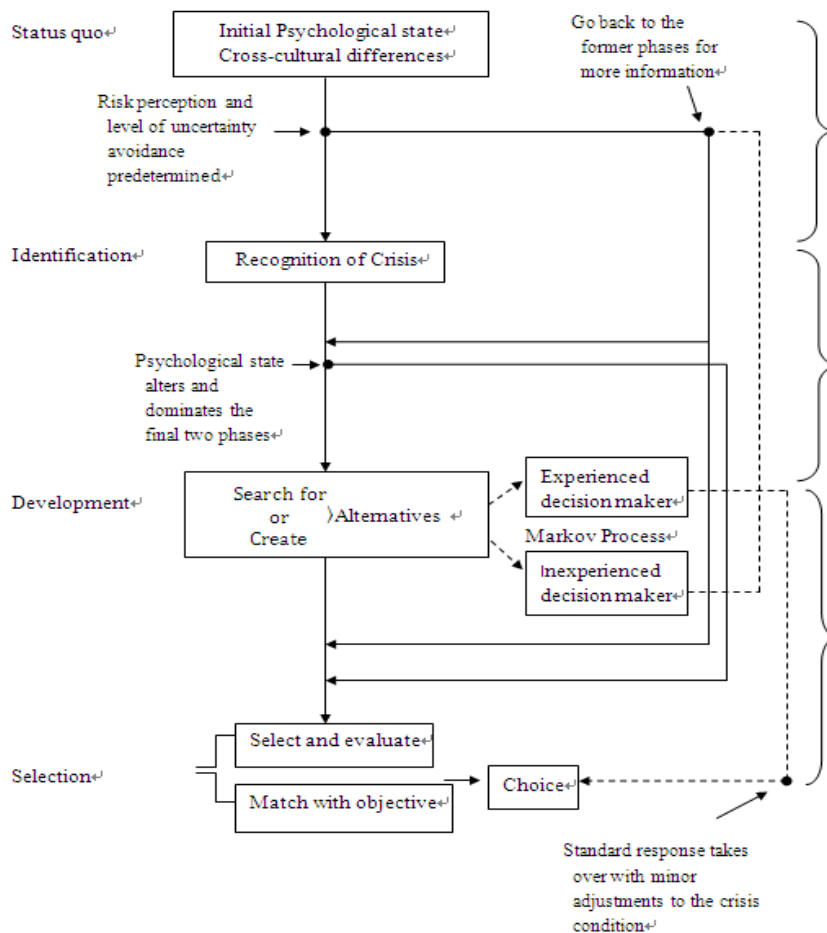 Status quo↵
Initial Psychological state↵
Cross-cultural differences↵
Go back to the
former phases for
more information↵
Risk perception and
level of uncertainty
avoidance
predetermined↵
Identification↵
Recognition of Crisis↵
Psychological state
alters and
dominates the
final two phases↵
Development↵
Search for
or
Create
〉Alternatives ↵
Experienced
decision maker↵
Markov Process↵
Inexperienced
decision maker↵
Selection↵
Select and evaluate↵
Match with objective↵
Choice↵
Standard response takes
over with minor
adjustments to the crisis
condition↵